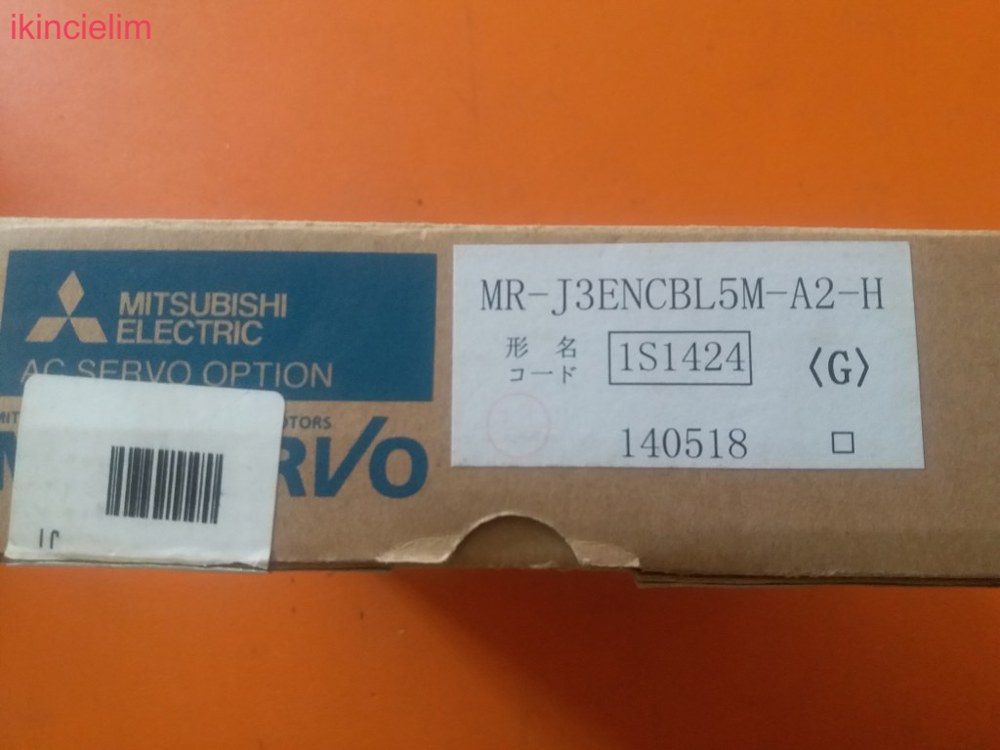 ikincielim
MITSUBISHI
ELECTRIC
AC SERVO OPTION
MR-J3ENCBL5M-A2-H
形名
コード
1S1424
〈G〉
140518
□